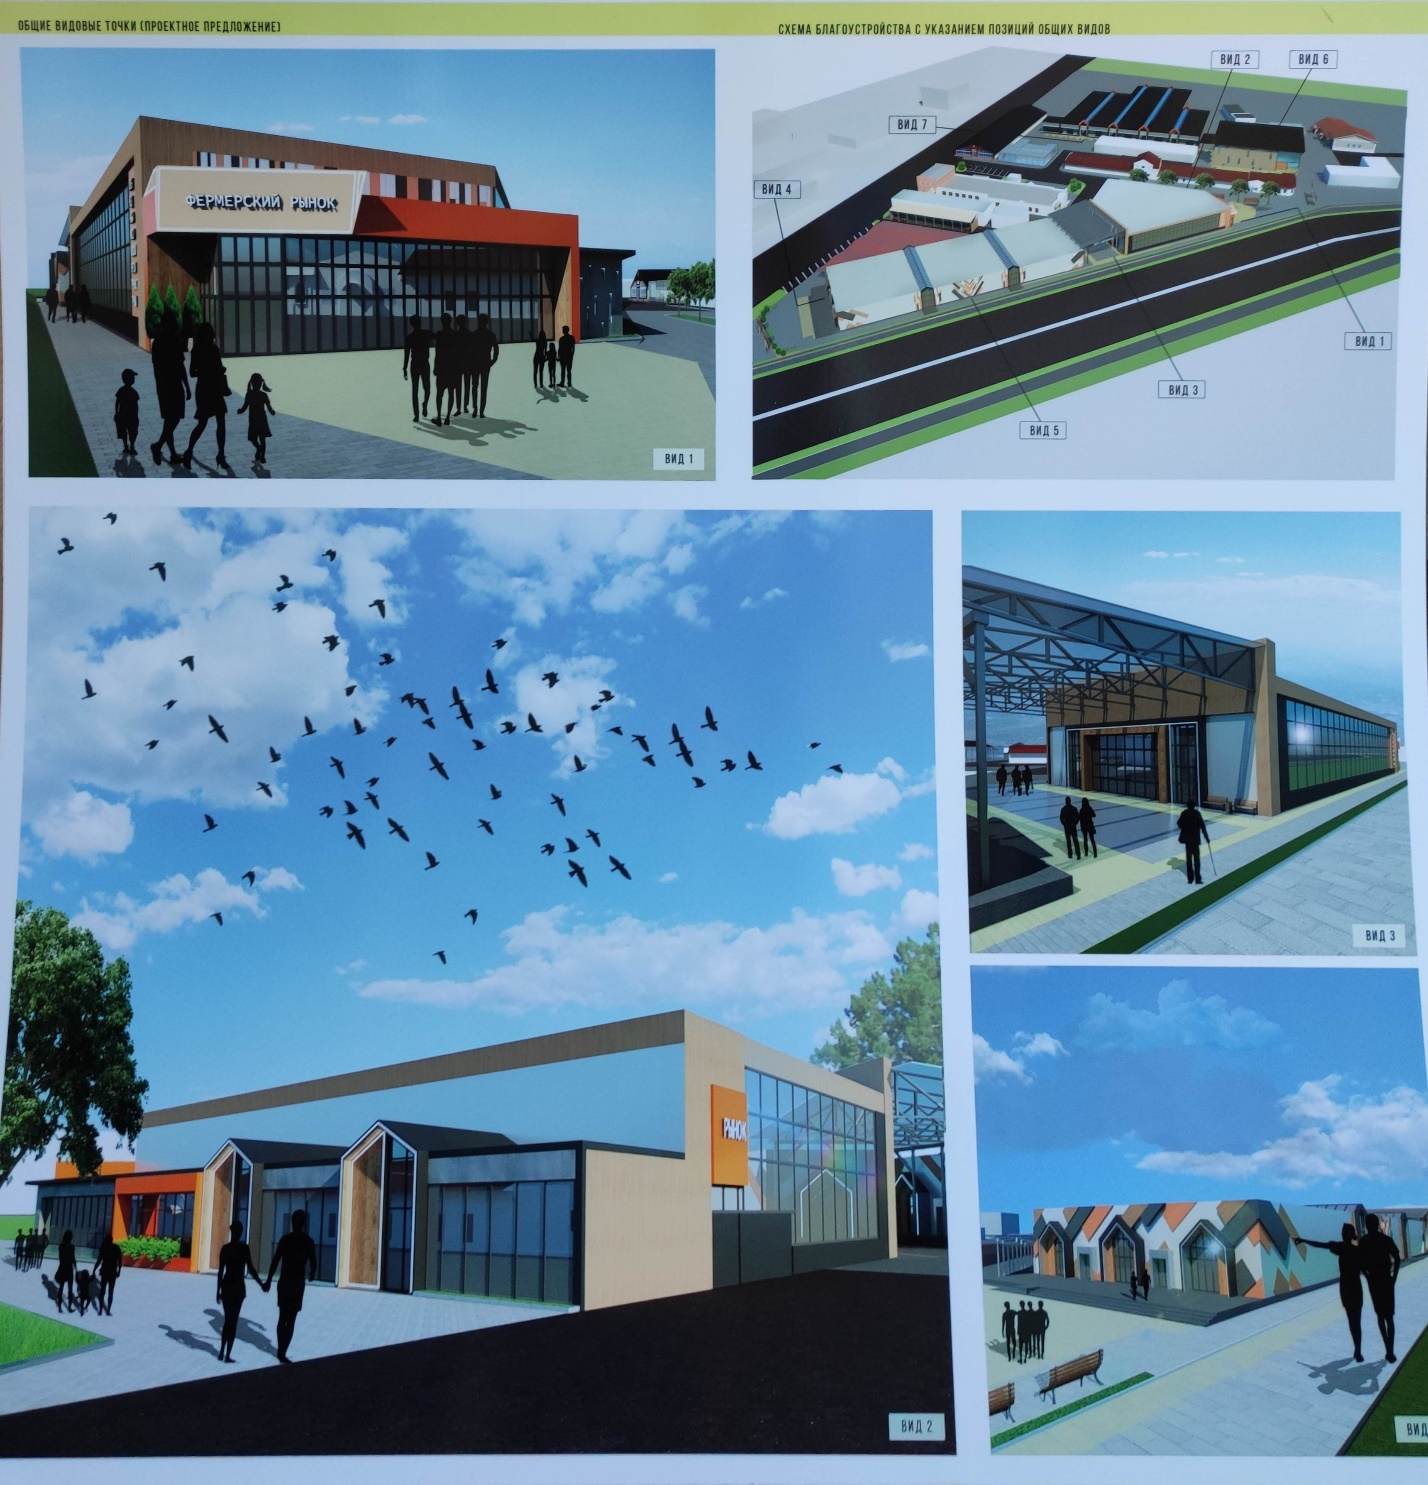 ОБЩИЕ ВИДОВЫЕ ТОЧКИ (ПРОЕКТНОЕ ПРЕДЛОЖЕНИЕ)
СХЕМА БЛАГОУСТРОЙСТВА С УКАЗАНИЕМ ПОЗИЦИЙ ОБЩИХ ВИДОВ
ФЕРМЕРСКИЙ РЫНОК
ВИД 1
ВИД 2
ВИД 6
ВИД 7
ВИД 4
ВИД 1
ВИД 3
ВИД 5
РЫНОК
ВИД 2
ВИД 3
ВИД